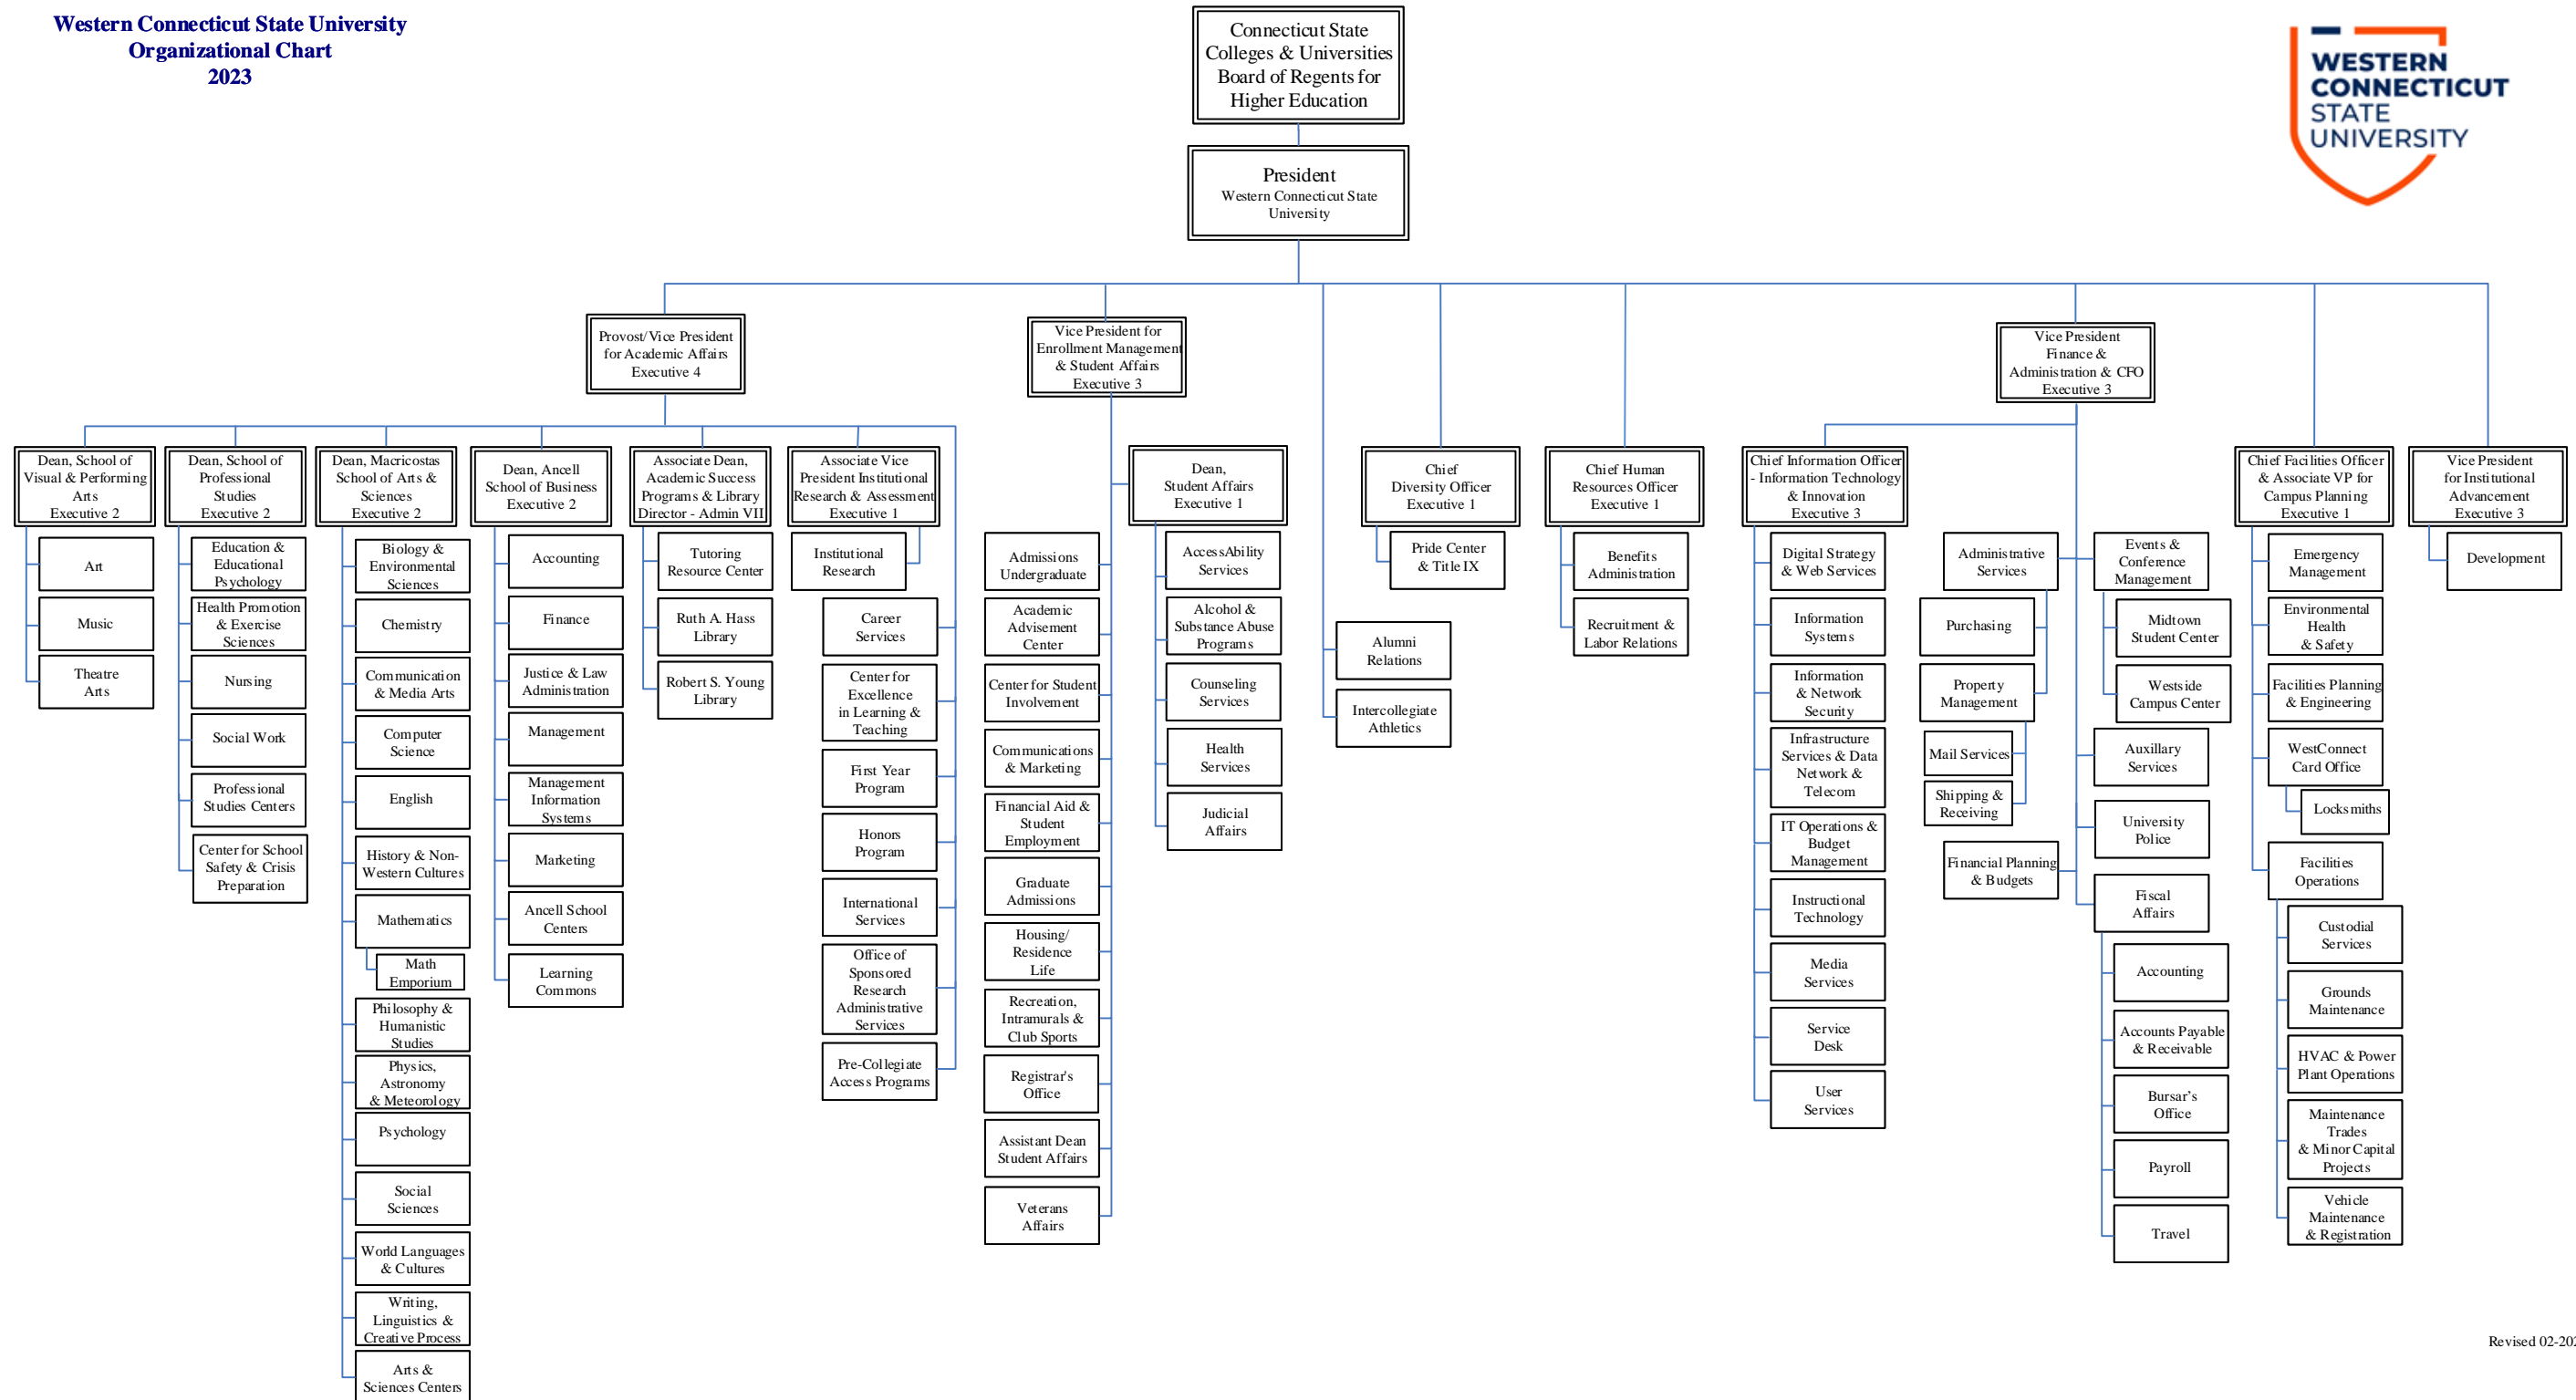 Western Connecticut State University
Organizational Chart
2023
WESTERN
CONNECTICUT
STATE
UNIVERSITY
Connecticut State
Colleges & Universities
Board of Regents for
Higher Education
President
Western Connecticut State
University
Provost/Vice President
for Academic Affairs
Executive 4
Vice President for
Enrollment Management
& Student Affairs
Executive 3
Vice President
Finance &
Administration & CFO
Executive 3
Dean, School of
Visual & Performing
Arts
Executive 2
Art
Music
Theatre
Arts
Dean, School of
Professional
Studies
Executive 2
Education &
Educational
Psychology
Health Promotion
& Exercise
Sciences
Nursing
Social Work
Professional
Studies Centers
Center for School
Safety & Crisis
Preparation
Dean, Macricostas
School of Arts &
Sciences
Executive 2
Biology &
Environmental
Sciences
Chemistry
Communication
& Media Arts
Computer
Science
English
History & Non-
Western Cultures
Mathematics
Math
Emporium
Philosophy &
Humanistic
Studies
Physics,
Astronomy
& Meteorology
Psychology
Social
Sciences
World Languages
& Cultures
Writing,
Linguistics &
Creative Process
Arts &
Sciences Centers
Dean, Ancell
School of Business
Executive 2
Accounting
Finance
Justice & Law
Administration
Management
Management
Information
Systems
Marketing
Ancell School
Centers
Learning
Commons
Associate Dean,
Academic Success
Programs & Library
Director - Admin VII
Tutoring
Resource Center
Ruth A. Hass
Library
Robert S. Young
Library
Associate Vice
President Institutional
Research & Assessment
Executive 1
Institutional
Research
Career
Services
Center for
Excellence
in Learning &
Teaching
First Year
Program
Honors
Program
International
Services
Office of
Sponsored
Research
Administrative
Services
Pre-Collegiate
Access Programs
Admissions
Undergraduate
Academic
Advisement
Center
Center for Student
Involvement
Communications
& Marketing
Financial Aid &
Student
Employment
Graduate
Admissions
Housing/
Residence
Life
Recreation,
Intramurals &
Club Sports
Registrar's
Office
Assistant Dean
Student Affairs
Veterans
Affairs
Dean,
Student Affairs
Executive 1
AccessAbility
Services
Alcohol &
Substance Abuse
Programs
Counseling
Services
Health
Services
Judicial
Affairs
Alumni
Relations
Intercollegiate
Athletics
Chief
Diversity Officer
Executive 1
Pride Center
& Title IX
Chief Human
Resources Officer
Executive 1
Benefits
Administration
Recruitment &
Labor Relations
Chief Information Officer
- Information Technology
& Innovation
Executive 3
Digital Strategy
& Web Services
Information
Systems
Information
& Network
Security
Infrastructure
Services & Data
Network &
Telecom
IT Operations &
Budget
Management
Instructional
Technology
Media
Services
Service
Desk
User
Services
Administrative
Services
Purchasing
Property
Management
Mail Services
Shipping &
Receiving
Financial Planning
& Budgets
Events &
Conference
Management
Midtown
Student Center
Westside
Campus Center
Auxillary
Services
University
Police
Fiscal
Affairs
Accounting
Accounts Payable
& Receivable
Bursar’s
Office
Payroll
Travel
Chief Facilities Officer
& Associate VP for
Campus Planning
Executive 1
Emergency
Management
Environmental
Health
& Safety
Facilities Planning
& Engineering
WestConnect
Card Office
Locksmiths
Facilities
Operations
Custodial
Services
Grounds
Maintenance
HVAC & Power
Plant Operations
Maintenance
Trades
& Minor Capital
Projects
Vehicle
Maintenance
& Registration
Vice President
for Institutional
Advancement
Executive 3
Development
Revised 02-202